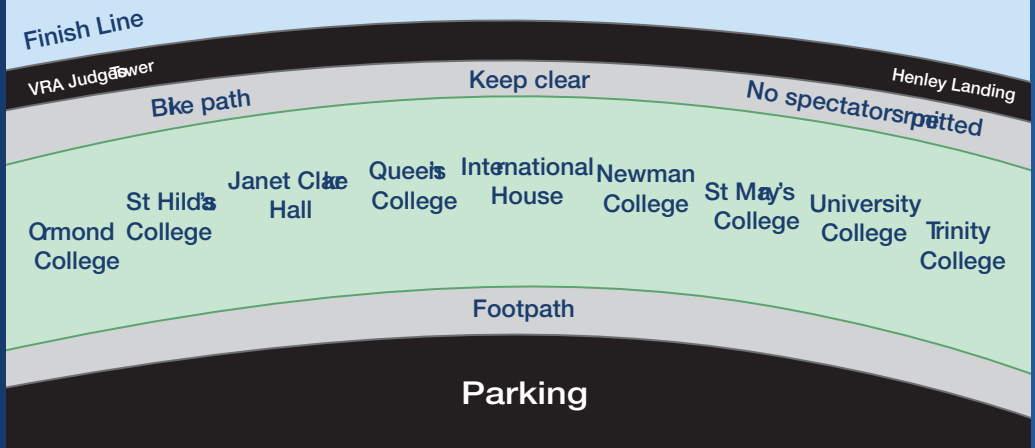 Finish Line
VRA Judges Tower
Henley Landing
Bike path
Keep clear
No spectators permitted
Ormond
College
St Hilda's
College
Janet Clarke
Hall
Queen's
College
International
House
Newman
College
St Mary's
College
University
College
Trinity
College
Footpath
Parking